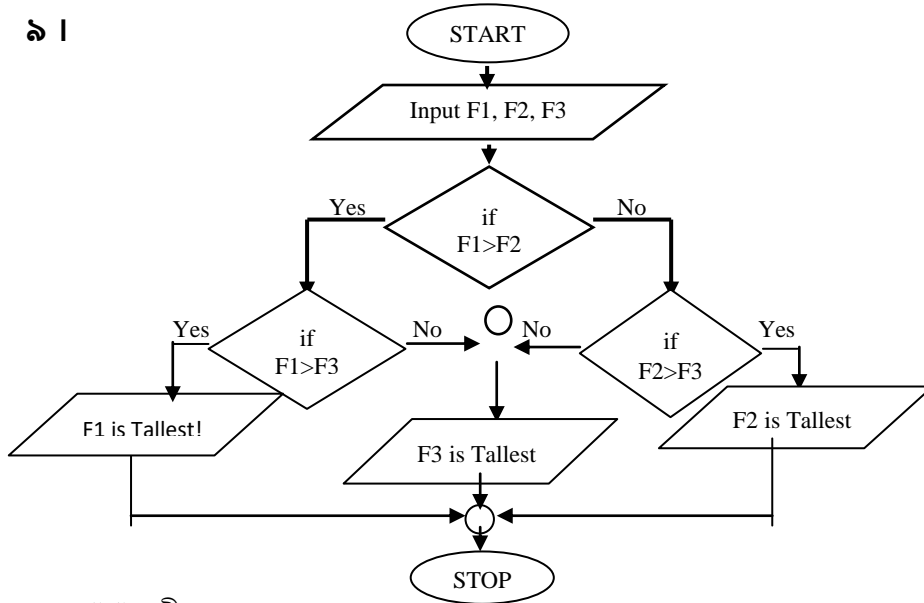 ৯ ।
START
Input F1, F2, F3
if
F1>F2
Yes
No
if
F1>F3
Yes
No
if
F2>F3
No
Yes
F1 is Tallest!
F3 is Tallest
F2 is Tallest
STOP